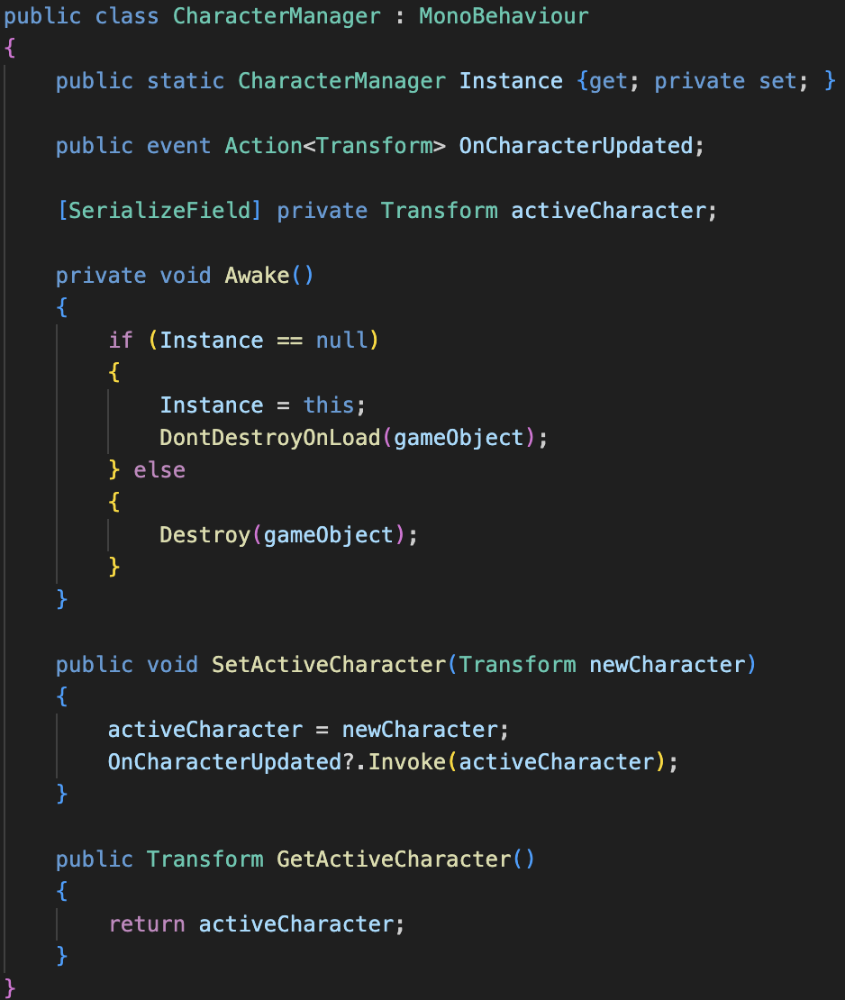 public class CharacterManager : MonoBehaviour
{
    public static CharacterManager Instance {get; private set; }

    public event Action<Transform> OnCharacterUpdated;

    [SerializeField] private Transform activeCharacter;

    private void Awake()
    {
        if (Instance == null)
        {
            Instance = this;
            DontDestroyOnLoad(gameObject);
        } else
        {
            Destroy(gameObject);
        }
    }

    public void SetActiveCharacter(Transform newCharacter)
    {
        activeCharacter = newCharacter;
        OnCharacterUpdated?.Invoke(activeCharacter);
    }

    public Transform GetActiveCharacter()
    {
        return activeCharacter;
    }
}